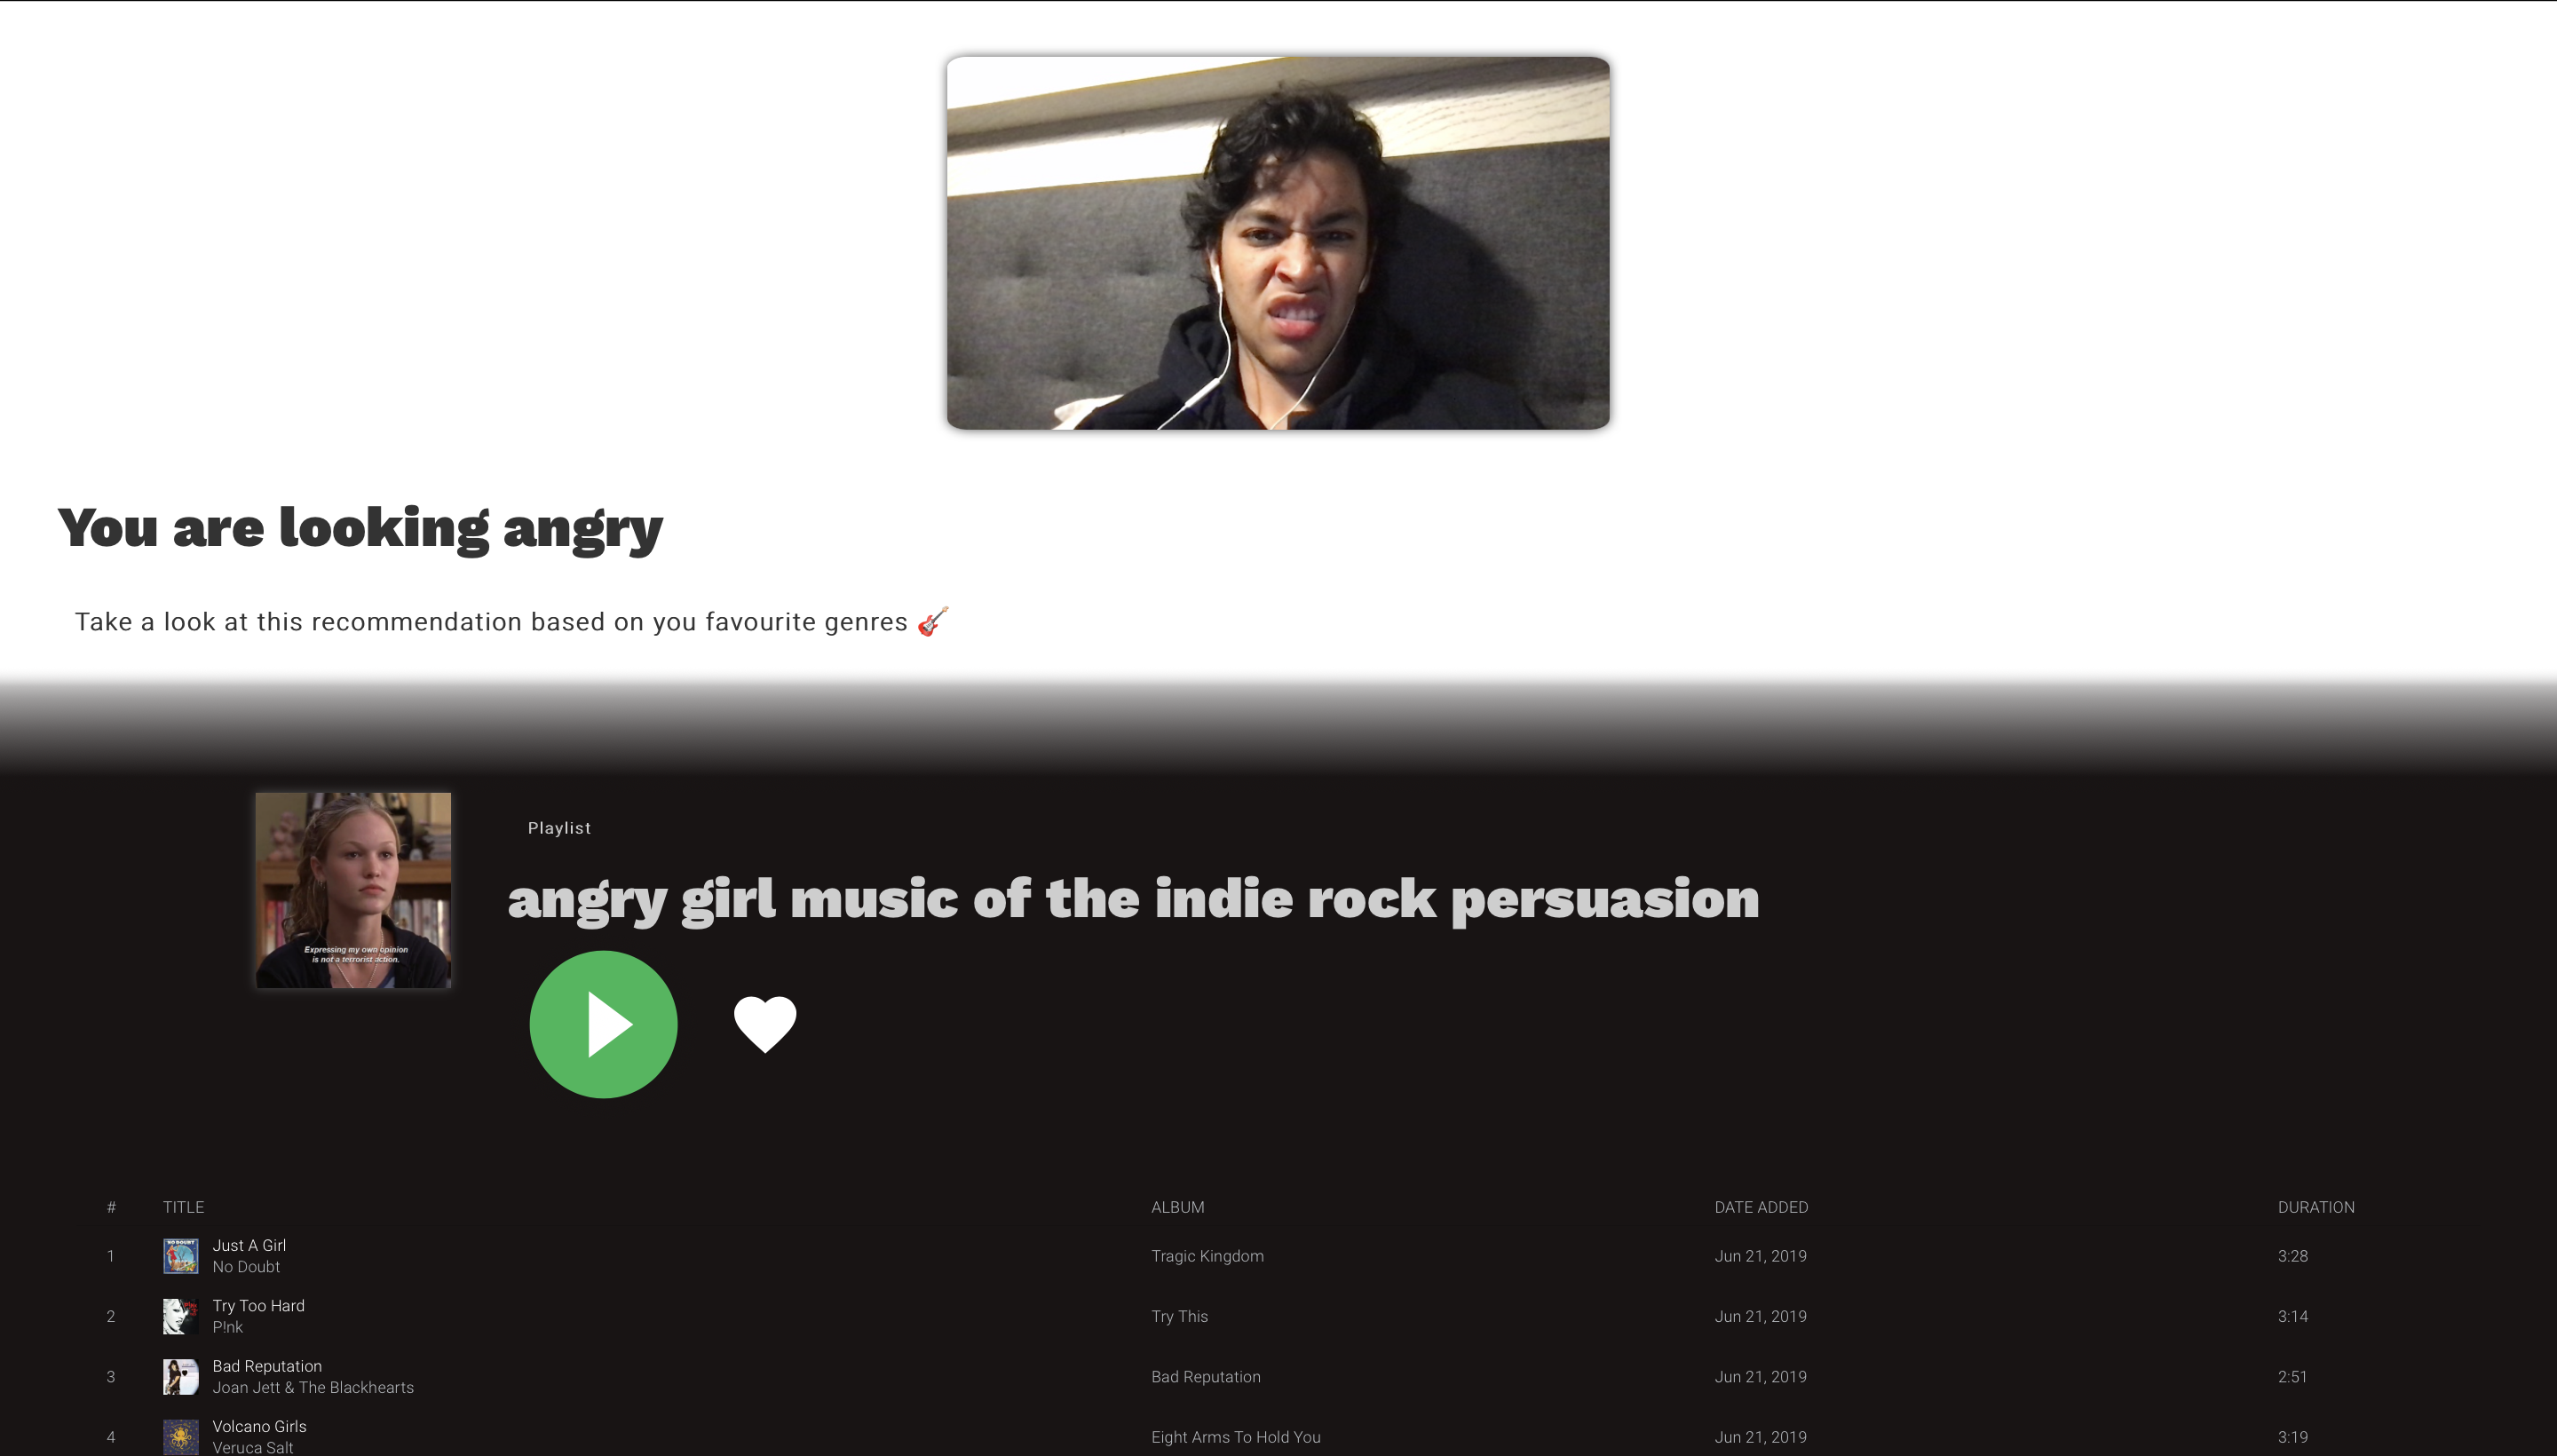 You are looking angry
Take a look at this recommendation based on you favourite genres 🎸
Playlist
angry girl music of the indie rock persuasion
Expressing my own opinion
is not a terrorist action.
# TITLE ALBUM DATE ADDED DURATION
1 Just A Girl Tragic Kingdom Jun 21, 2019 3:28
No Doubt
2 Try Too Hard Try This Jun 21, 2019 3:14
P!nk
3 Bad Reputation Bad Reputation Jun 21, 2019 2:51
Joan Jett & The Blackhearts
4 Volcano Girls Eight Arms To Hold You Jun 21, 2019 3:19
Veruca Salt